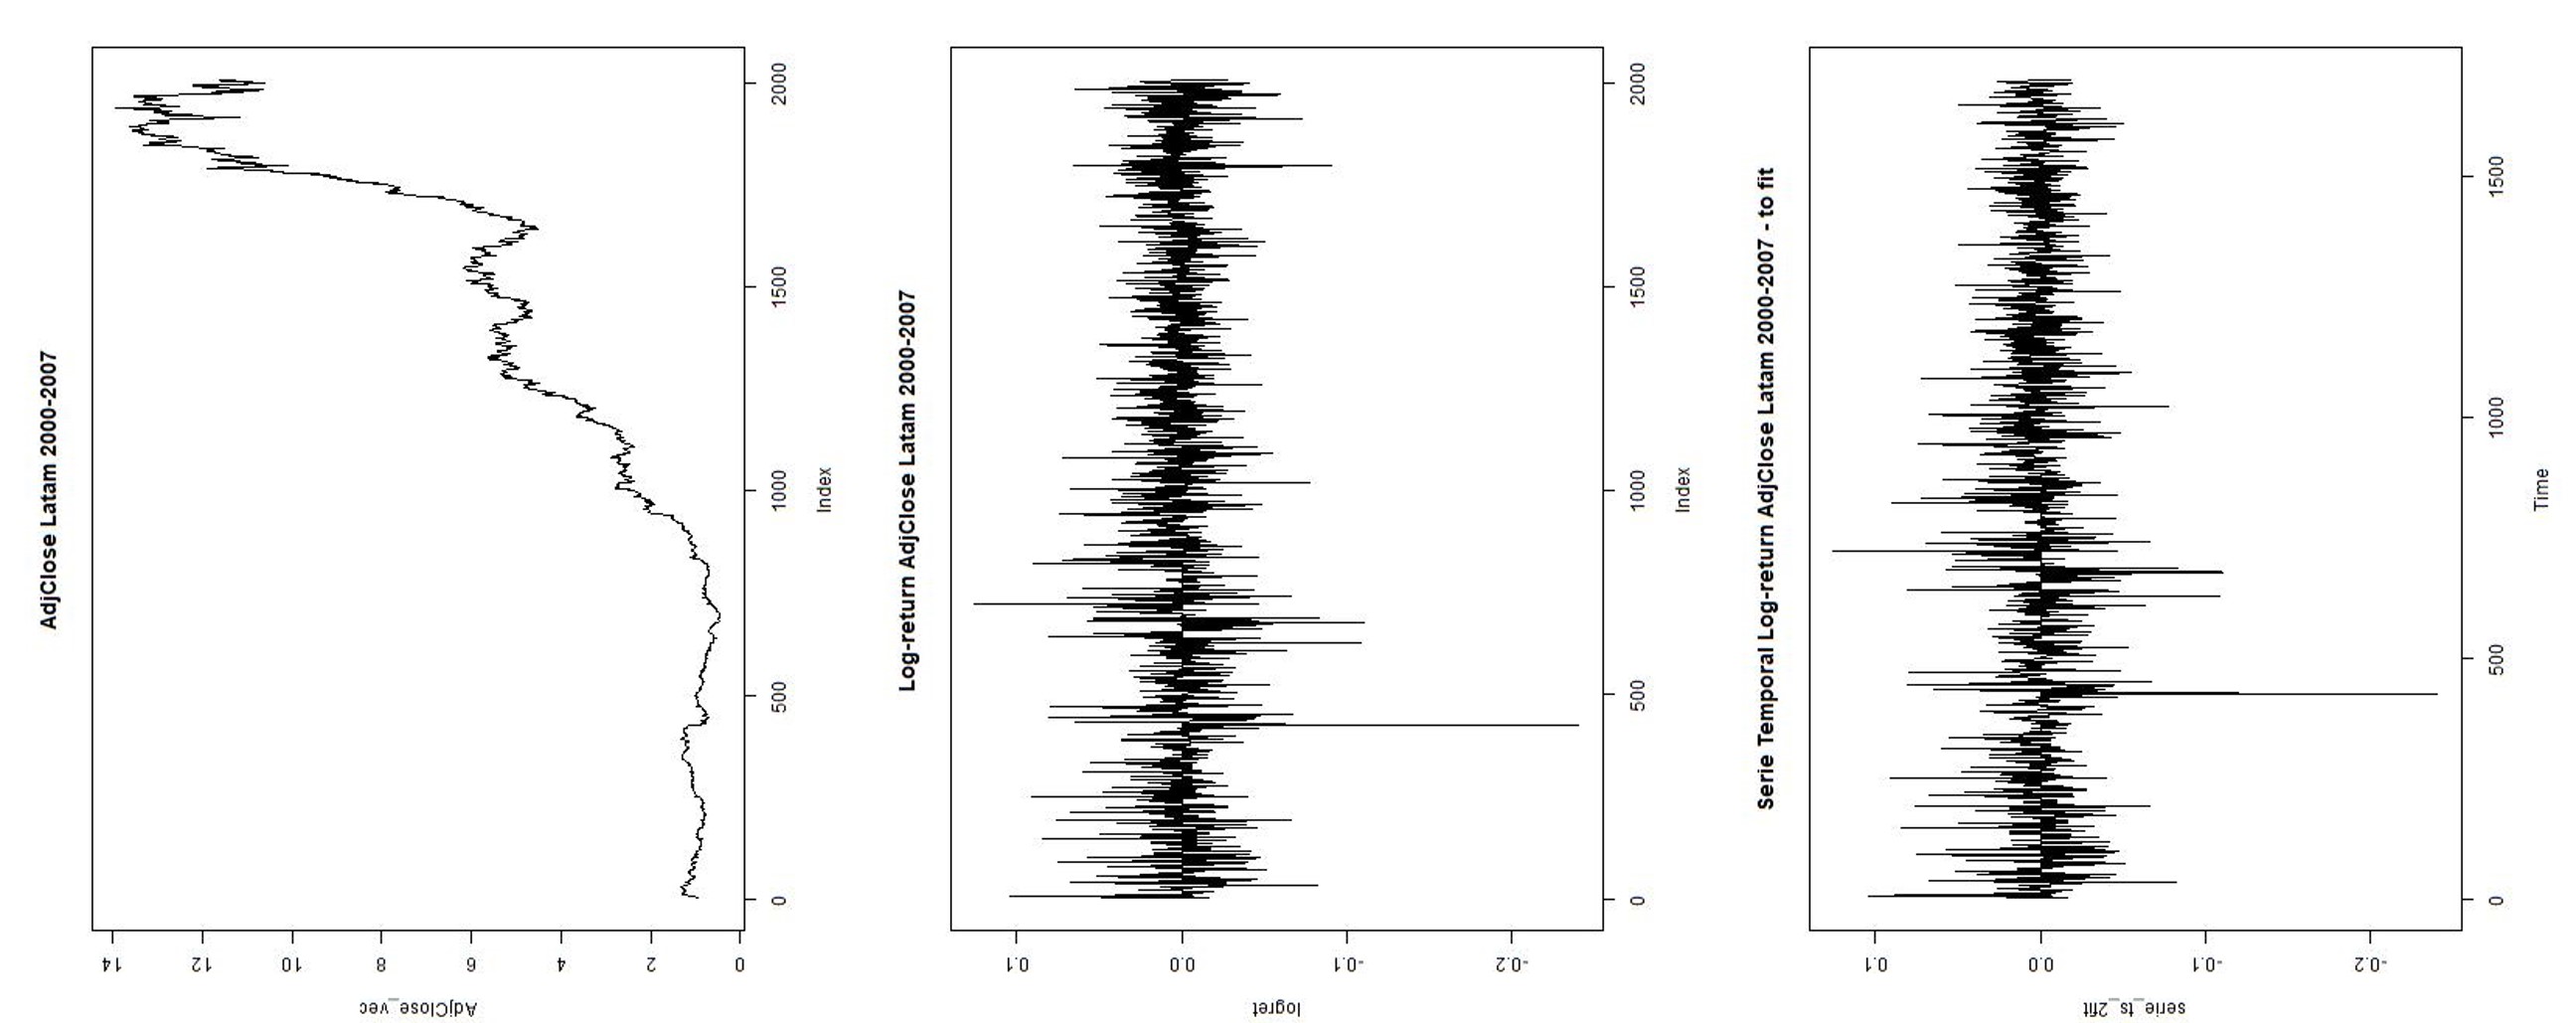 AdjClose Latam 2000-2007
14
12
10
8
6
4
2
0
AdjClose_vec
0 500 1000 1500 2000
Index
Log-return AdjClose Latam 2000-2007
0.1
0.0
-0.1
-0.2
logret
0 500 1000 1500 2000
Index
Serie Temporal Log-return AdjClose Latam 2000-2007 - to fit
0.1
0.0
-0.1
-0.2
serie_ts_2fit
0 500 1000 1500
Time